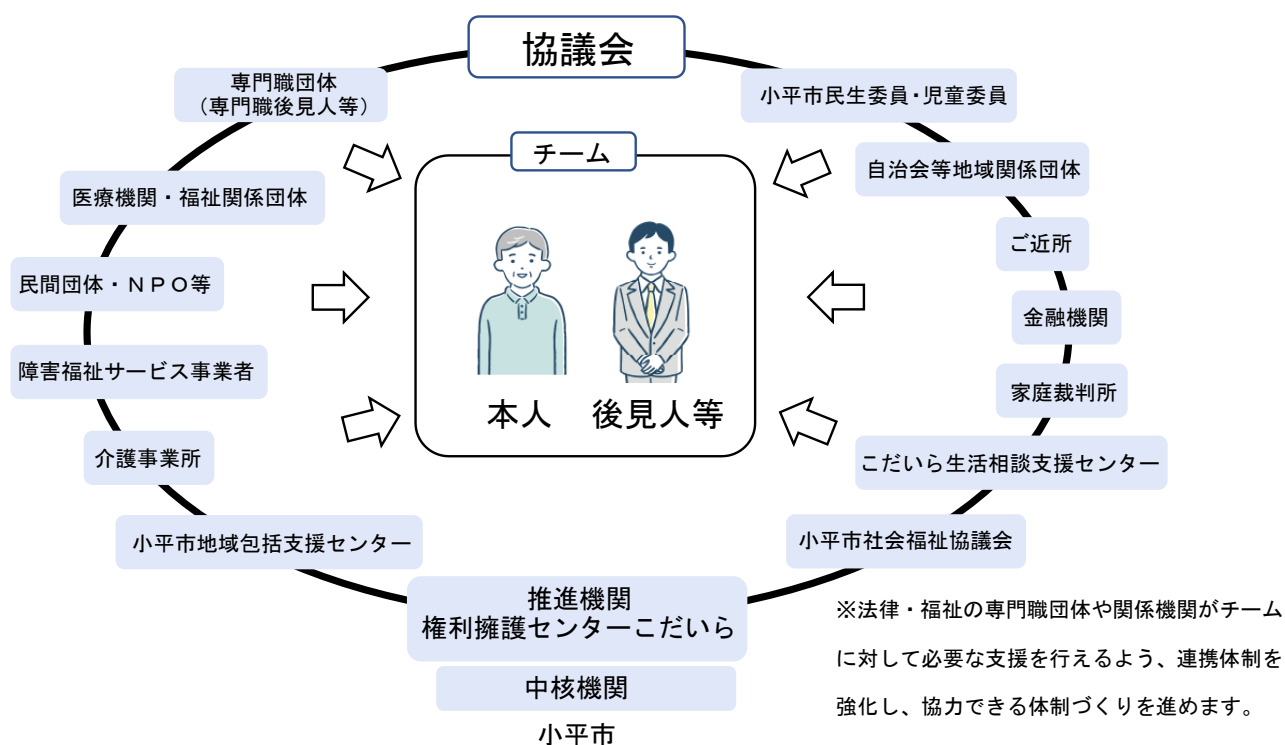 協議会
専門職団体
（専門職後見人等）
小平市民生委員・児童委員
チーム
医療機関・福祉関係団体
自治会等地域関係団体
ご近所
民間団体・ＮＰＯ等
金融機関
障害福祉サービス事業者
家庭裁判所
本人 後見人等
介護事業所
こだいら生活相談支援センター
小平市地域包括支援センター
小平市社会福祉協議会
推進機関
権利擁護センターこだいら
中核機関
小平市
※法律・福祉の専門職団体や関係機関がチーム
に対して必要な支援を行えるよう、連携体制を
強化し、協力できる体制づくりを進めます。